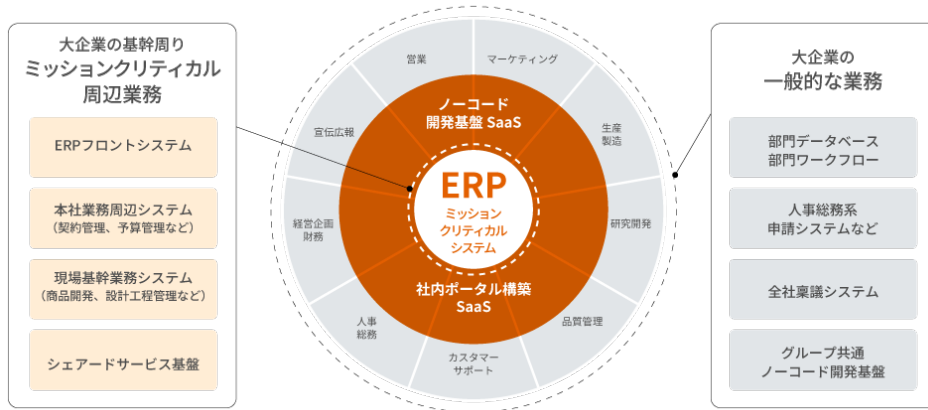 大企業の基幹周り
ミッションクリティカル
周辺業務
ERPフロントシステム
本社業務周辺システム
(契約管理、予算管理など)
現場基幹業務システム
(商品開発、設計工程管理など)
シェアードサービス基盤
営業
マーケティング
宣伝広報
生産
製造
経営企画
財務
研究開発
人事
総務
品質管理
カスタマー
サポート
ノーコード
開発基盤 SaaS
ERP
ミッション
クリティカル
システム
社内ポータル構築
SaaS
大企業の
一般的な業務
部門データベース
部門ワークフロー
人事総務系
申請システムなど
全社稟議システム
グループ共通
ノーコード開発基盤